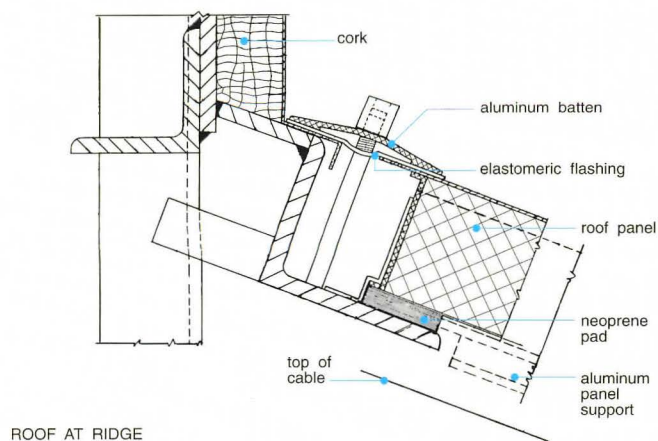 cork
aluminum batten
elastomeric flashing
roof panel
neoprene
pad
top of
cable
aluminum
panel
support
ROOF AT RIDGE